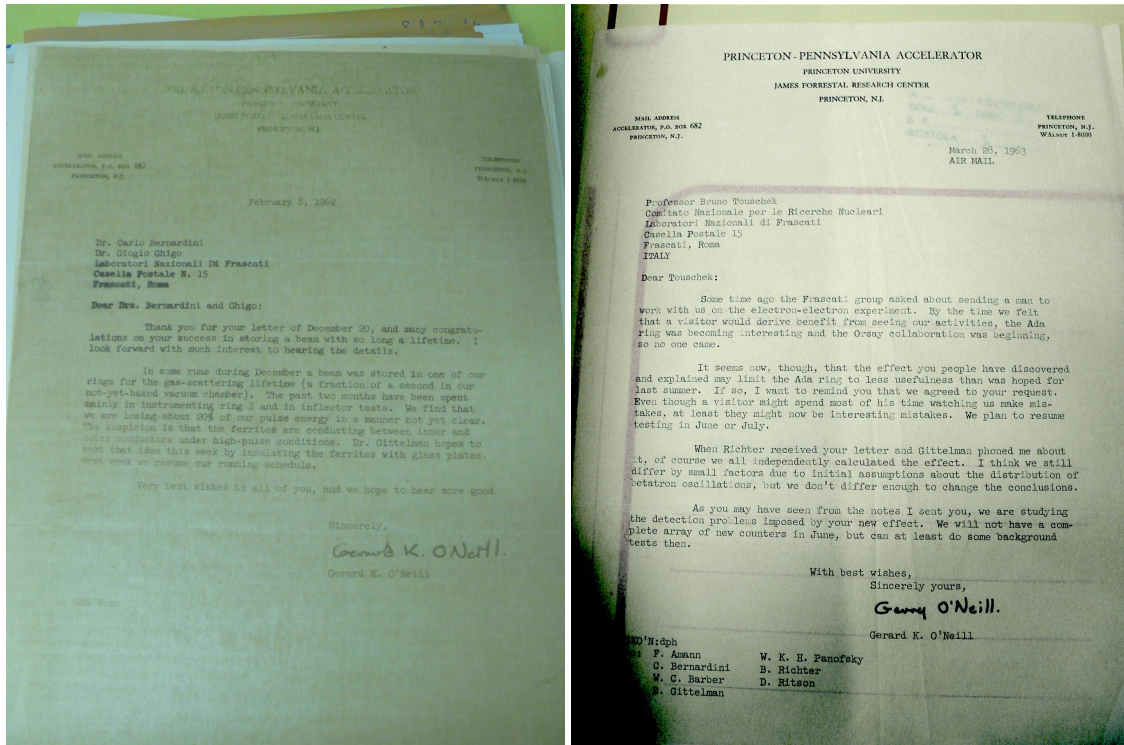 PRINCETON-PENNSYLVANIA ACCELERATOR
PRINCETON UNIVERSITY
JAMES FORRESTAL RESEARCH CENTER
PRINCETON, N.J.
MAIL ADDRESS
ACCELERATOR, P.O. BOX 682
PRINCETON, N.J.
TELEPHONE
PRINCETON, N.J.
WALNUT 1-8000
February 8, 1962
Dr. Carlo Bernardini
Dr. Giogio Ghigo
Laboratori Nazionali Di Frascati
Casella Postale N. 15
Frascati, Roma
Dear Drs. Bernardini and Ghigo:
Thank you for your letter of December 20, and many congratu-
lations on your success in storing a beam with so long a lifetime. I
look forward with much interest to hearing the details.
In some runs during December a beam was stored in one of our
rings for the gas-scattering lifetime (a fraction of a second in our
not-yet-baked vacuum chamber). The past two months have been spent
mainly in instrumenting ring 2 and in inflector tests. We find that
we are losing about 20% of our pulse energy in a manner not yet clear.
The suspicion is that the ferrites are conducting between inner and
outer conductors under high-pulse conditions. Dr. Gittelman hopes to
test that idea this week by insulating the ferrites with glass plates.
Next week we resume our running schedule.
Very best wishes to all of you, and we hope to hear more good
Sincerely,
Gerard K. O'Neill.
Gerard K. O'Neill
PRINCETON-PENNSYLVANIA ACCELERATOR
PRINCETON UNIVERSITY
JAMES FORRESTAL RESEARCH CENTER
PRINCETON, N.J.
MAIL ADDRESS
ACCELERATOR, P.O. BOX 682
PRINCETON, N.J.
TELEPHONE
PRINCETON, N.J.
WALNUT 1-8000
March 28, 1963
AIR MAIL
Professor Bruno Touschek
Comitato Nazionale per le Ricerche Nucleari
Laboratori Nazionali di Frascati
Casella Postale 15
Frascati, Roma
ITALY
Dear Touschek:
Some time ago the Frascati group asked about sending a man to
work with us on the electron-electron experiment. By the time we felt
that a visitor would derive benefit from seeing our activities, the Ada
ring was becoming interesting and the Orsay collaboration was beginning,
so no one came.
It seems now, though, that the effect you people have discovered
and explained may limit the Ada ring to less usefulness than was hoped for
last summer. If so, I want to remind you that we agreed to your request.
Even though a visitor might spend most of his time watching us make mis-
takes, at least they might now be interesting mistakes. We plan to resume
testing in June or July.
When Richter received your letter and Gittelman phoned me about
it, of course we all independently calculated the effect. I think we still
differ by small factors due to initial assumptions about the distribution of
betatron oscillations, but we don't differ enough to change the conclusions.
As you may have seen from the notes I sent you, we are studying
the detection problems imposed by your new effect. We will not have a com-
plete array of new counters in June, but can at least do some background
tests then.
With best wishes,
Sincerely yours,
Gerry O'Neill.
Gerard K. O'Neill
KO'N:dph
F. Amann
C. Bernardini
W. C. Barber
B. Gittelman
W. K. H. Panofsky
B. Richter
D. Ritson